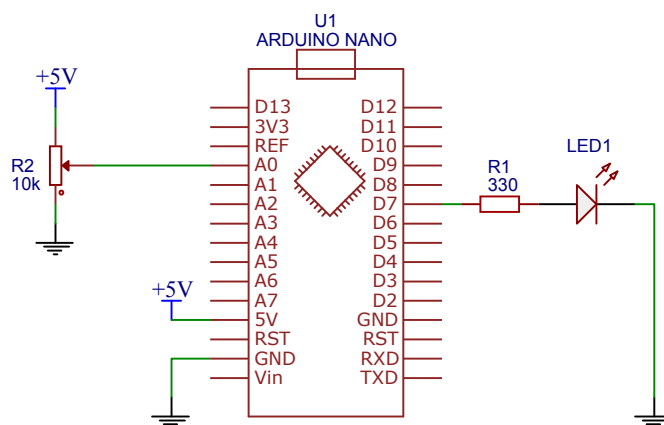 U1
ARDUINO NANO
+5V
R2
10k
D13
3V3
REF
A0
A1
A2
A3
A4
A5
A6
A7
5V
RST
GND
Vin
D12
D11
D10
D9
D8
D7
D6
D5
D4
D3
D2
GND
RST
RXD
TXD
+5V
R1
330
LED1